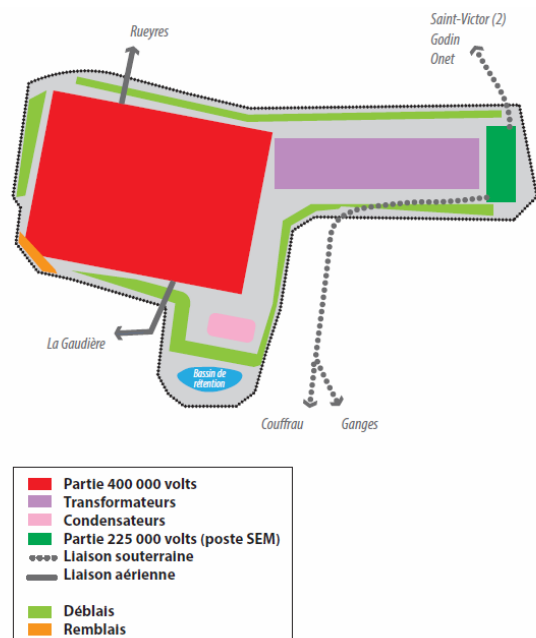 Rueyres
Saint-Victor (2)
Godin
Onet
La Gaudière
Bassin de
rétention
Couffrau
Ganges
Partie 400 000 volts
Transformateurs
Condensateurs
Partie 225 000 volts (poste SEM)
Liaison souterraine
Liaison aérienne
Déblais
Remblais